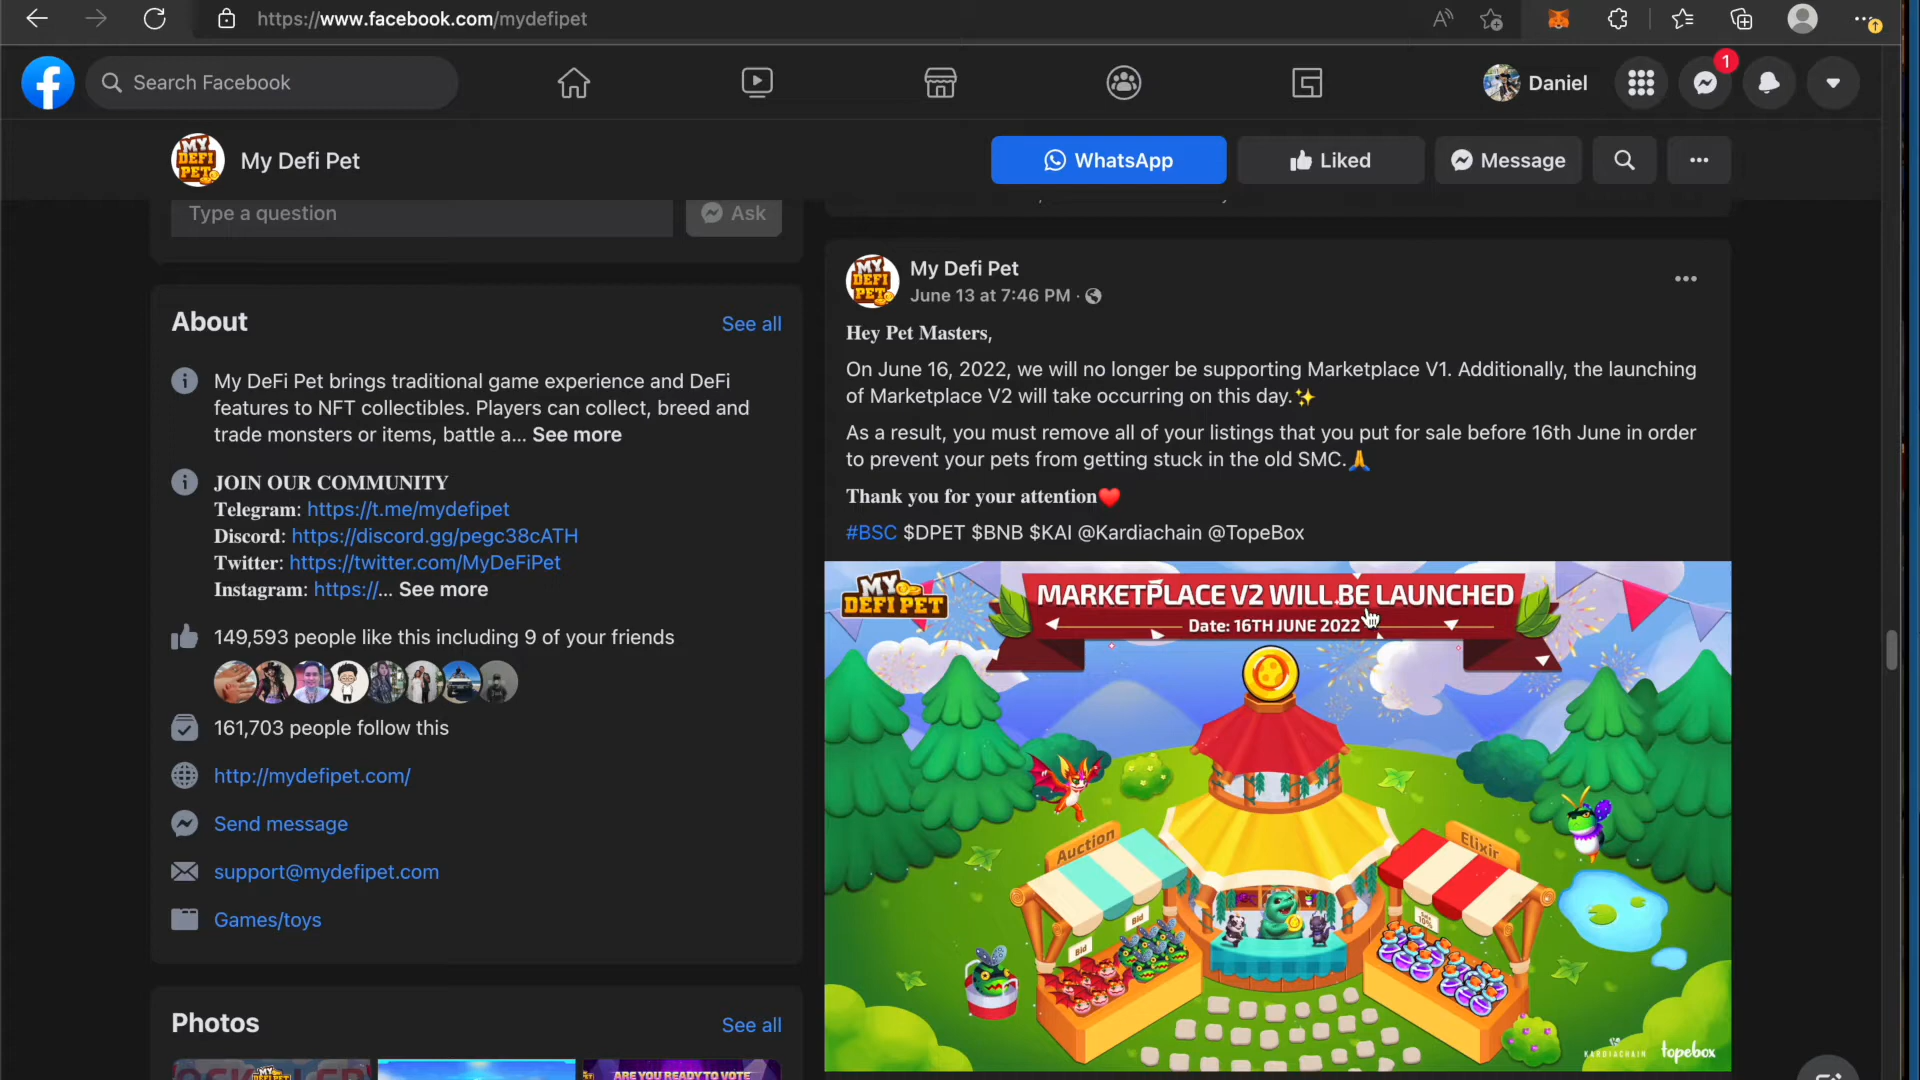 https://www.facebook.com/mydefipet
Search Facebook
Daniel
1
My Defi Pet
WhatsApp
Liked
Message
Type a question
Ask
About
See all
My DeFi Pet brings traditional game experience and DeFi
features to NFT collectibles. Players can collect, breed and
trade monsters or items, battle a... See more
JOIN OUR COMMUNITY
Telegram: https://t.me/mydefipet
Discord: https://discord.gg/pegc38cATH
Twitter: https://twitter.com/MyDeFiPet
Instagram: https://... See more
149,593 people like this including 9 of your friends
161,703 people follow this
http://mydefipet.com/
Send message
support@mydefipet.com
Games/toys
Photos
See all
ARE YOU READY TO VOTE
My Defi Pet
June 13 at 7:46 PM ·
Hey Pet Masters,
On June 16, 2022, we will no longer be supporting Marketplace V1. Additionally, the launching
of Marketplace V2 will take occurring on this day.✨
As a result, you must remove all of your listings that you put for sale before 16th June in order
to prevent your pets from getting stuck in the old SMC.🙏
Thank you for your attention❤️
#BSC $DPET $BNB $KAI @Kardiachain @TopeBox
MY
DEFI PET
MARKETPLACE V2 WILL BE LAUNCHED
Date: 16TH JUNE 2022
Auction
Elixir
Bid
Bid
KARDIACHAIN
topebox